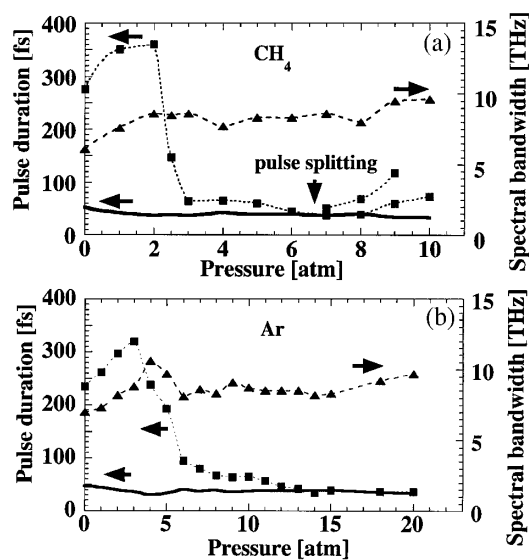 400
300
200
100
50
0
Pulse duration [fs]
CH4
(a)
pulse splitting
15
10
5
0
Spectral bandwidth [THz]
0 2 4 6 8 10
Pressure [atm]
400
300
200
100
50
0
Pulse duration [fs]
Ar
(b)
15
10
5
0
Spectral bandwidth [THz]
0 5 10 15 20
Pressure [atm]